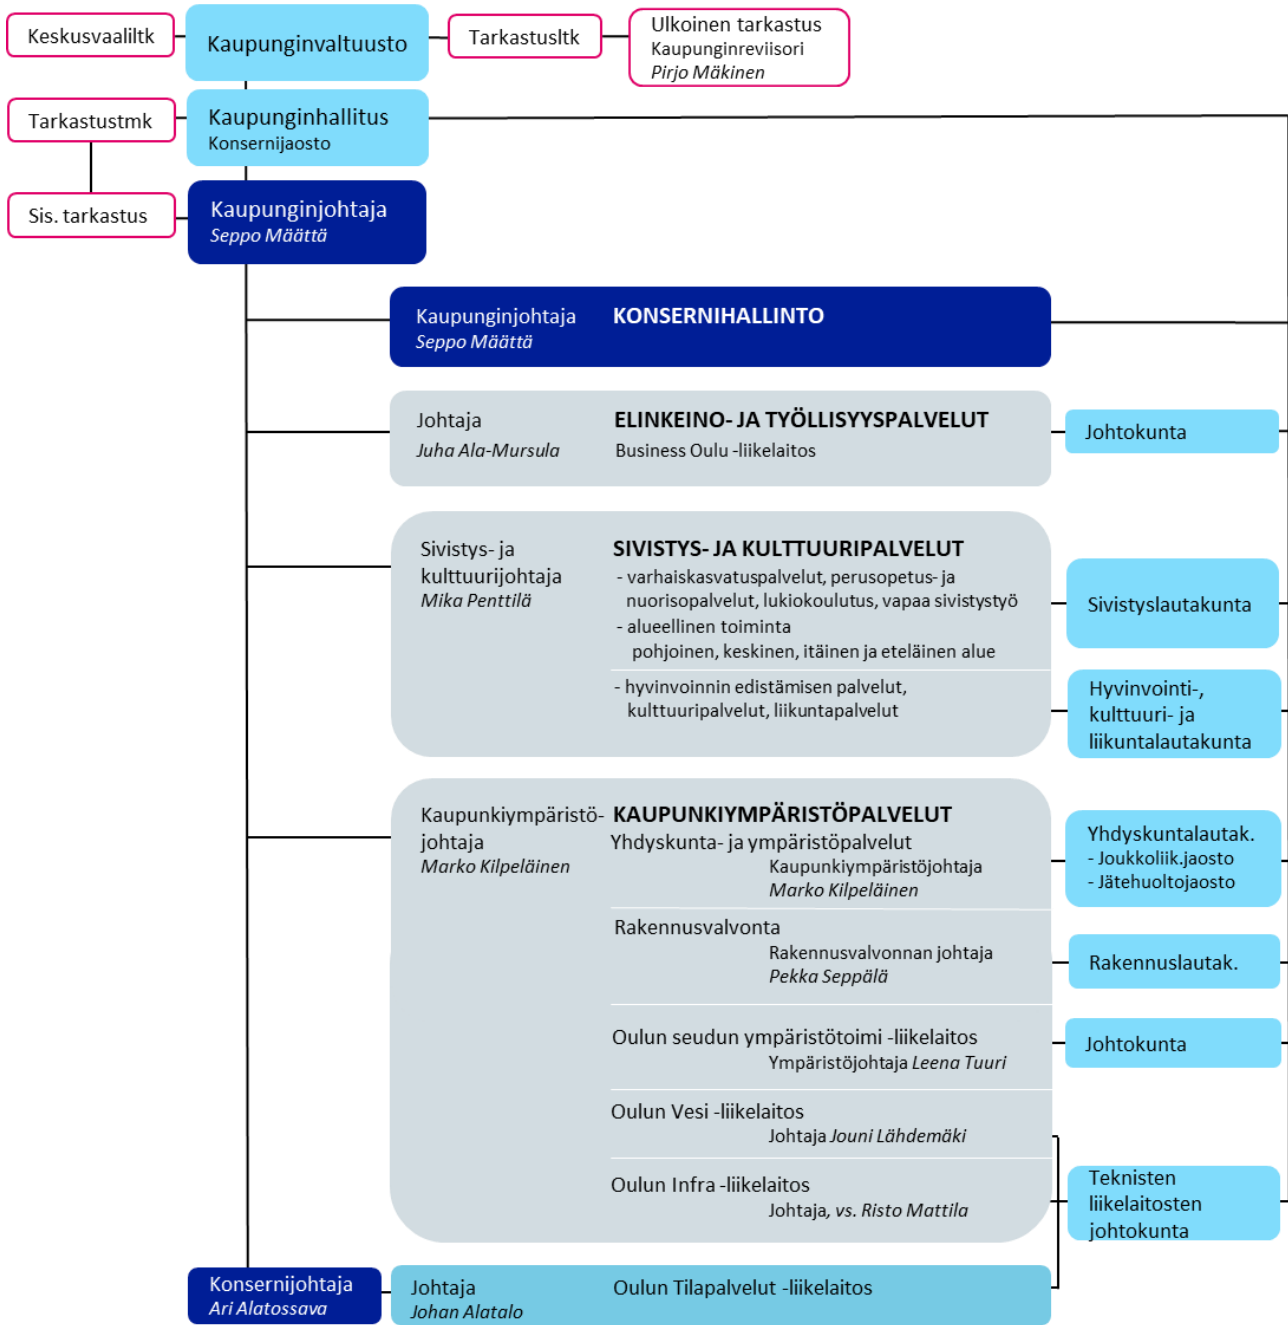 Keskusvaaliltk
Kaupunginvaltuusto
Tarkastusltk
Ulkoinen tarkastus
Kaupunginreviisori
Pirjo Mäkinen
Tarkastustmk
Kaupunginhallitus
Konsernijaosto
Sis. tarkastus
Kaupunginjohtaja
Seppo Määttä
Kaupunginjohtaja
Seppo Määttä
KONSERNIHALLINTO
Johtaja
Juha Ala-Mursula
ELINKEINO- JA TYÖLLISYYSPALVELUT
Business Oulu -liikelaitos
Johtokunta
Sivistys- ja
kulttuurijohtaja
Mika Penttilä
SIVISTYS- JA KULTTUURIPALVELUT
- varhaiskasvatuspalvelut, perusopetus- ja
nuorisopalvelut, lukiokoulutus, vapaa sivistystyö
- alueellinen toiminta
pohjoinen, keskinen, itäinen ja eteläinen alue
- hyvinvoinnin edistämisen palvelut,
kulttuuripalvelut, liikuntapalvelut
Sivistyslautakunta
Hyvinvointi-,
kulttuuri- ja
liikuntalautakunta
Kaupunkiympäristö-
johtaja
Marko Kilpeläinen
KAUPUNKIYMPÄRISTÖPALVELUT
Yhdyskunta- ja ympäristöpalvelut
Kaupunkiympäristöjohtaja
Marko Kilpeläinen
Yhdyskuntalautak.
- Joukkoliik.jaosto
- Jätehuoltojaosto
Rakennusvalvonta
Rakennusvalvonnan johtaja
Pekka Seppälä
Rakennuslautak.
Oulun seudun ympäristötoimi -liikelaitos
Ympäristöjohtaja Leena Tuuri
Johtokunta
Oulun Vesi -liikelaitos
Johtaja Jouni Lähdemäki
Oulun Infra -liikelaitos
Johtaja, vs. Risto Mattila
Teknisten
liikelaitosten
johtokunta
Konsernijohtaja
Ari Alatossava
Johtaja
Johan Alatalo
Oulun Tilapalvelut -liikelaitos